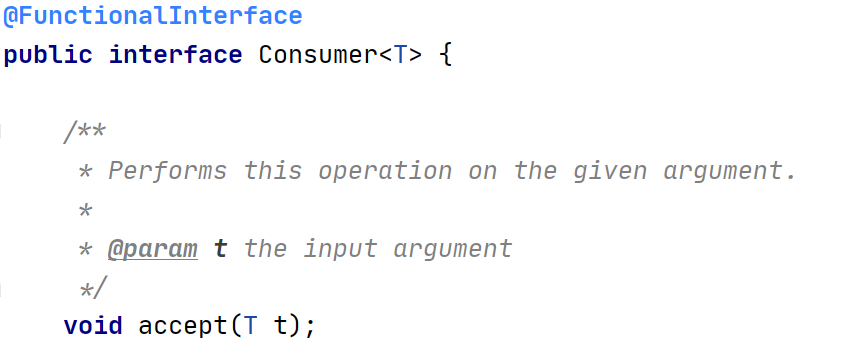 @FunctionalInterface
public interface Consumer<T> {
/**
* Performs this operation on the given argument.
*
* @param t the input argument
*/
void accept(T t);